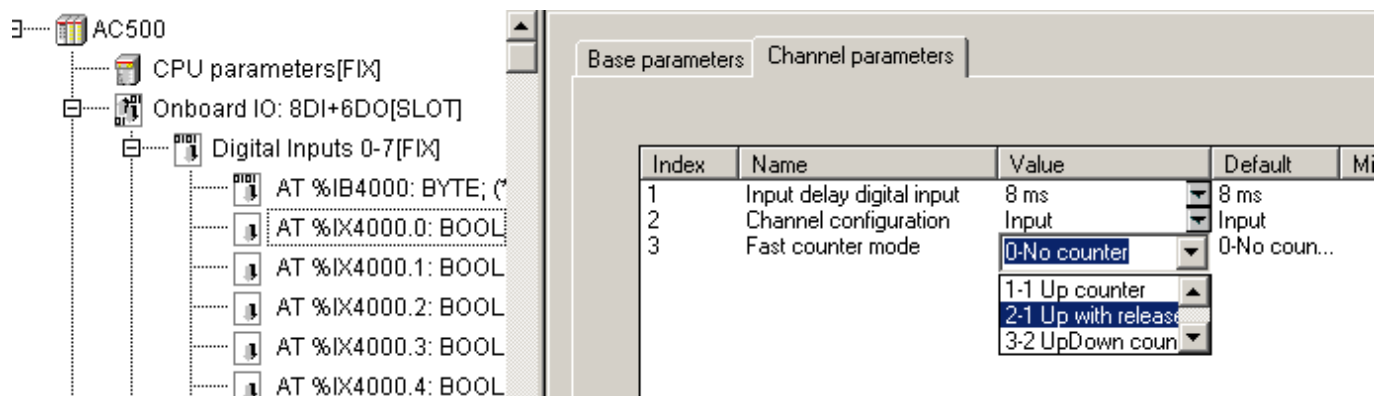 AC500
CPU parameters[FIX]
Onboard IO: 8DI+6DO[SLOT]
Digital Inputs 0-7[FIX]
AT %IB4000: BYTE; (*
AT %IX4000.0: BOOL
AT %IX4000.1: BOOL
AT %IX4000.2: BOOL
AT %IX4000.3: BOOL
AT %IX4000.4: BOOL
Base parameters Channel parameters
Index Name Value Default Mi
1 Input delay digital input 8 ms 8 ms
2 Channel configuration Input Input
3 Fast counter mode 0-No counter 0-No coun...
1-1 Up counter
2-1 Up with release
3-2 UpDown coun